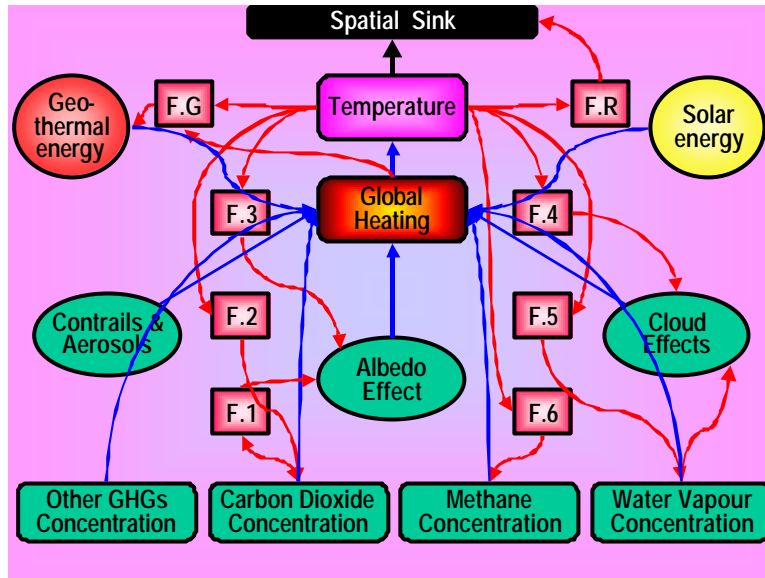 Spatial Sink
Geo-
thermal
energy
F.G
Temperature
F.R
Solar
energy
F.3
Global
Heating
F.4
Contrails &
Aerosols
F.2
Albedo
Effect
F.5
Cloud
Effects
F.1
F.6
Other GHGs
Concentration
Carbon Dioxide
Concentration
Methane
Concentration
Water Vapour
Concentration